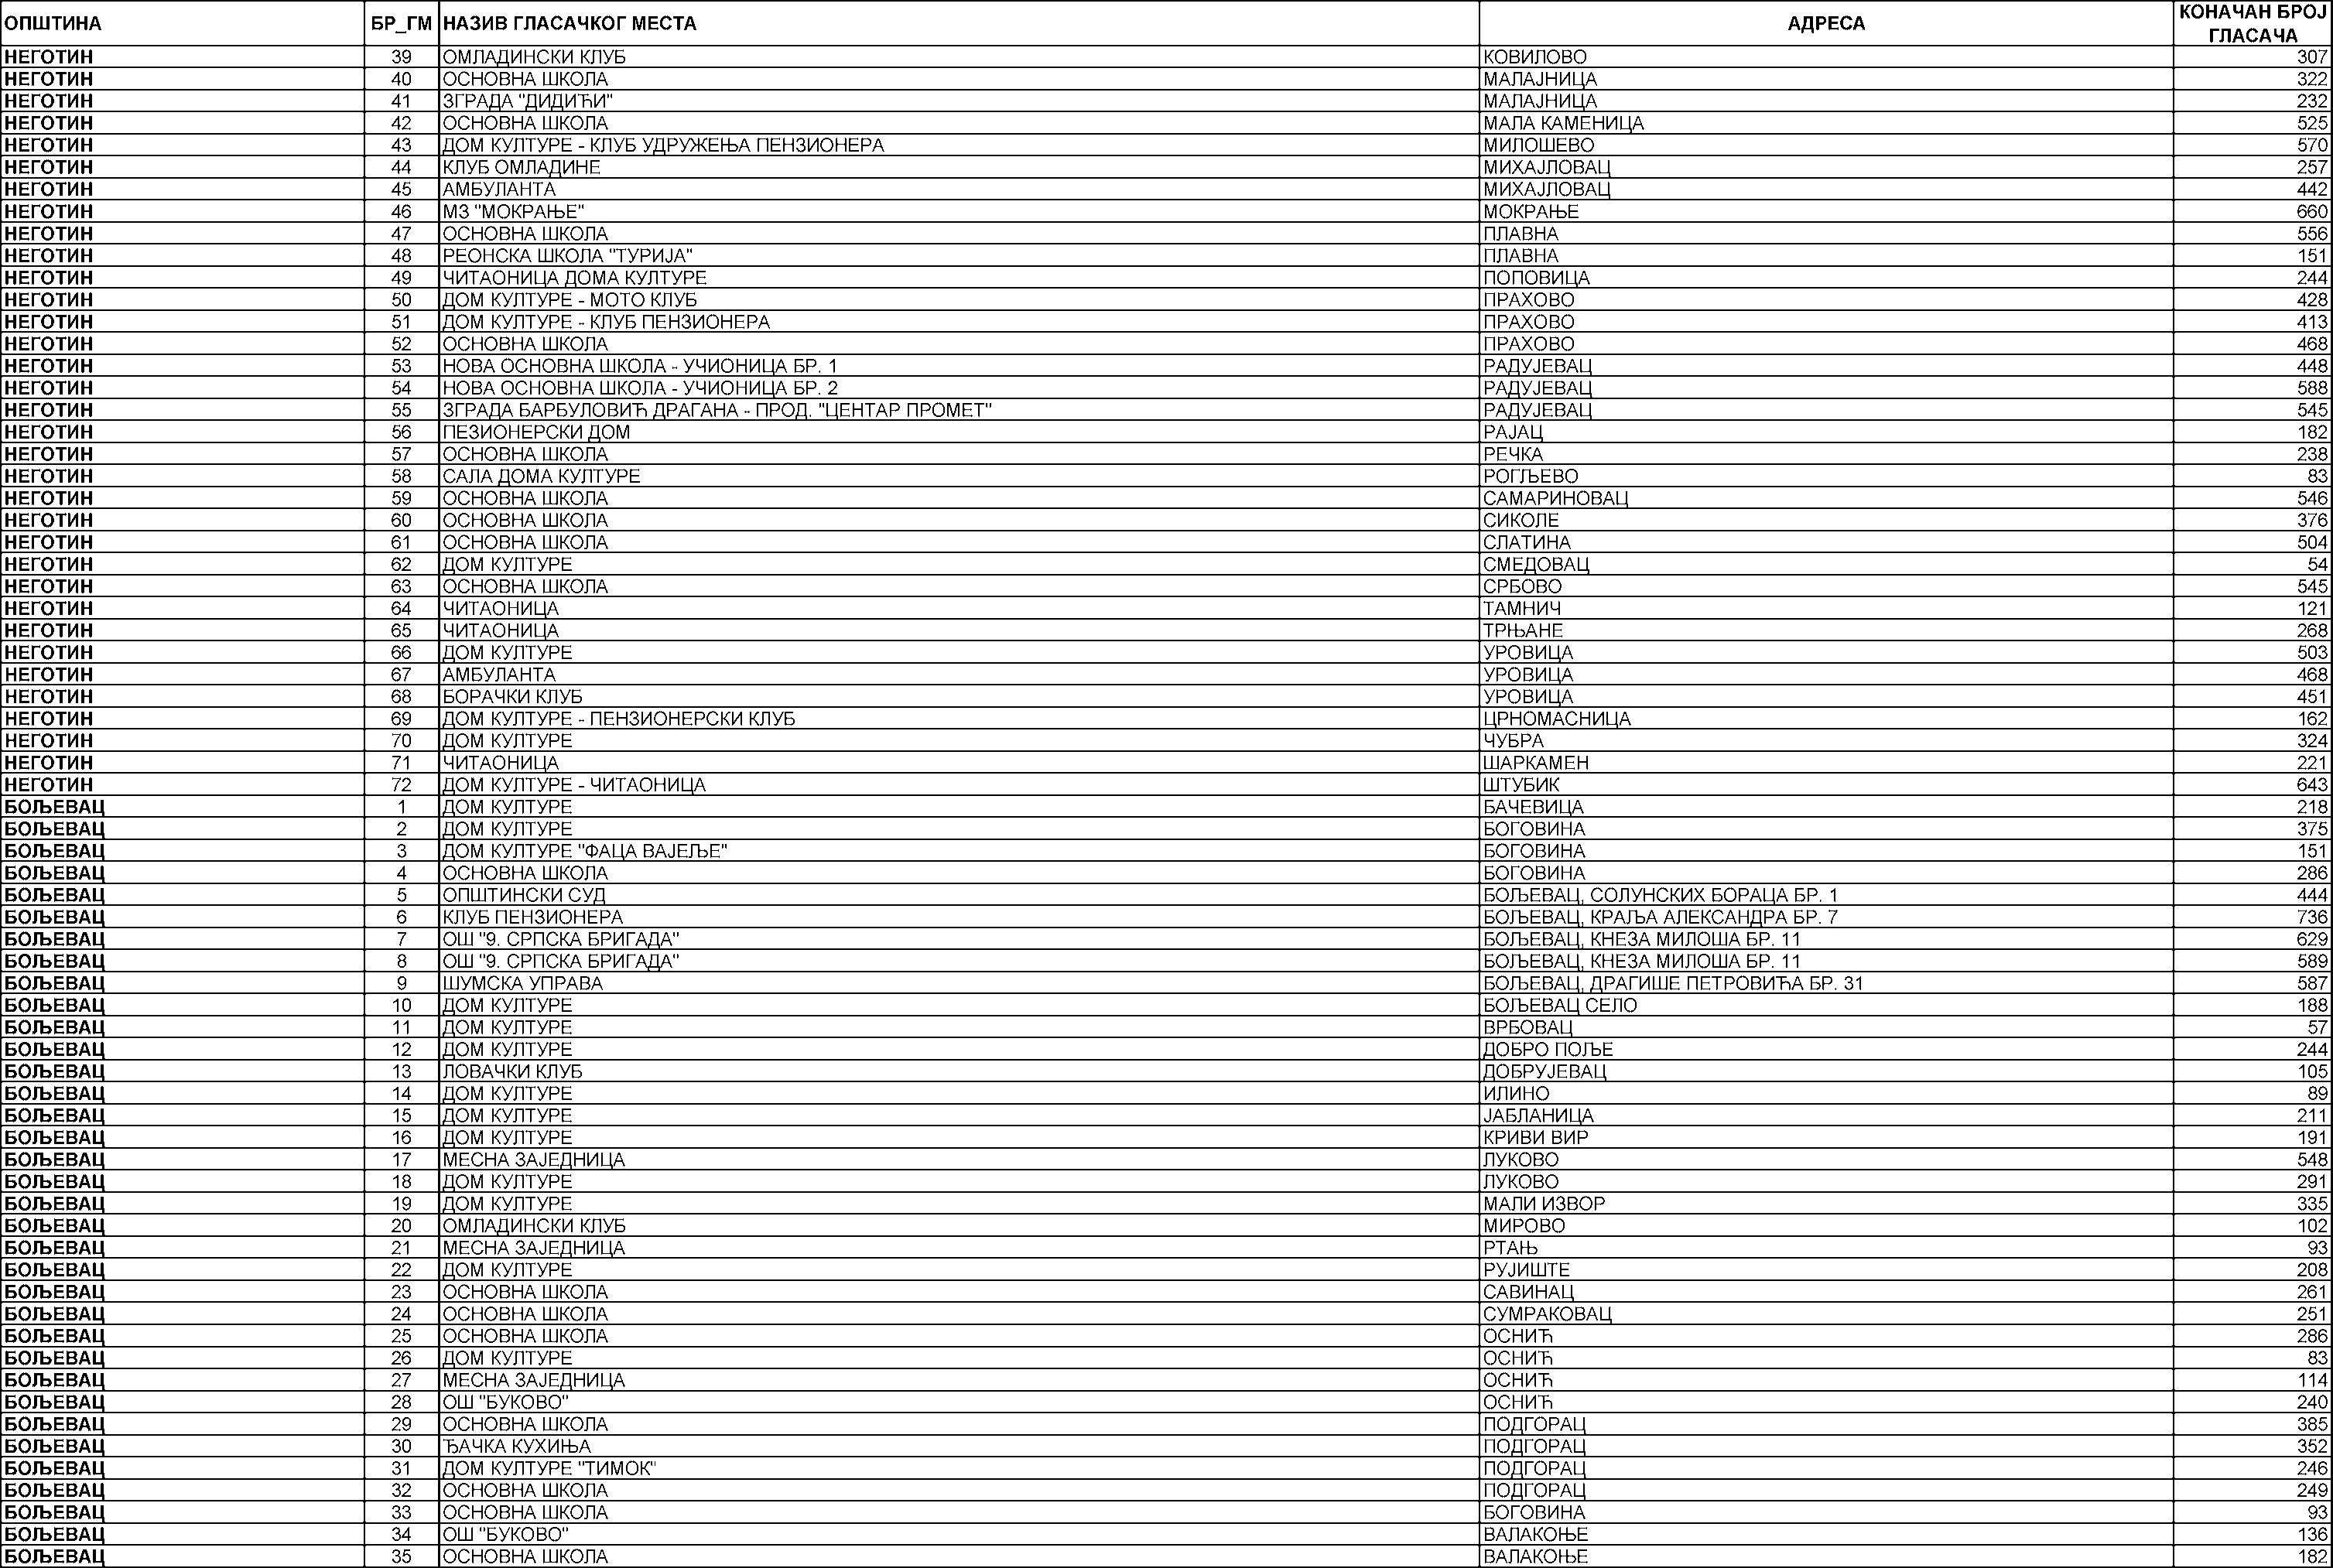 ОПШТИНА БР_ГМ НАЗИВ ГЛАСАЧКОГ МЕСТА АДРЕСА КОНАЧАН БРОЈ ГЛАСАЧА
НЕГОТИН 39 ОМЛАДИНСКИ КЛУБ КОВИЛОВО 307
НЕГОТИН 40 ОСНОВНА ШКОЛА МАЛАЈНИЦА 322
НЕГОТИН 41 ЗГРАДА "ДИДИЋИ" МАЛАЈНИЦА 232
НЕГОТИН 42 ОСНОВНА ШКОЛА МАЛА КАМЕНИЦА 525
НЕГОТИН 43 ДОМ КУЛТУРЕ - КЛУБ УДРУЖЕЊА ПЕНЗИОНЕРА МИЛОШЕВО 570
НЕГОТИН 44 КЛУБ ОМЛАДИНЕ МИХАЈЛОВАЦ 257
НЕГОТИН 45 АМБУЛАНТА МИХАЈЛОВАЦ 442
НЕГОТИН 46 МЗ "МОКРАЊЕ" МОКРАЊЕ 660
НЕГОТИН 47 ОСНОВНА ШКОЛА ПЛАВНА 556
НЕГОТИН 48 РЕОНСКА ШКОЛА "ТУРИЈА" ПЛАВНА 151
НЕГОТИН 49 ЧИТАОНИЦА ДОМА КУЛТУРЕ ПОПОВИЦА 244
НЕГОТИН 50 ДОМ КУЛТУРЕ - МОТО КЛУБ ПРАХОВО 428
НЕГОТИН 51 ДОМ КУЛТУРЕ - КЛУБ ПЕНЗИОНЕРА ПРАХОВО 413
НЕГОТИН 52 ОСНОВНА ШКОЛА ПРАХОВО 468
НЕГОТИН 53 НОВА ОСНОВНА ШКОЛА - УЧИОНИЦА БР. 1 РАДУЈЕВАЦ 448
НЕГОТИН 54 НОВА ОСНОВНА ШКОЛА - УЧИОНИЦА БР. 2 РАДУЈЕВАЦ 588
НЕГОТИН 55 ЗГРАДА БАРБУЛОВИЋ ДРАГАНА - ПРОД. "ЦЕНТАР ПРОМЕТ" РАДУЈЕВАЦ 545
НЕГОТИН 56 ПЕЗИОНЕРСКИ ДОМ РАЈАЦ 182
НЕГОТИН 57 ОСНОВНА ШКОЛА РЕЧКА 238
НЕГОТИН 58 САЛА ДОМА КУЛТУРЕ РОГЉЕВО 83
НЕГОТИН 59 ОСНОВНА ШКОЛА САМАРИНОВАЦ 546
НЕГОТИН 60 ОСНОВНА ШКОЛА СИКОЛЕ 376
НЕГОТИН 61 ОСНОВНА ШКОЛА СЛАТИНА 504
НЕГОТИН 62 ДОМ КУЛТУРЕ СМЕДОВАЦ 54
НЕГОТИН 63 ОСНОВНА ШКОЛА СРБОВО 545
НЕГОТИН 64 ЧИТАОНИЦА ТАМНИЧ 121
НЕГОТИН 65 ЧИТАОНИЦА ТРЊАНЕ 268
НЕГОТИН 66 ДОМ КУЛТУРЕ УРОВИЦА 503
НЕГОТИН 67 АМБУЛАНТА УРОВИЦА 468
НЕГОТИН 68 БОРАЧКИ КЛУБ УРОВИЦА 451
НЕГОТИН 69 ДОМ КУЛТУРЕ - ПЕНЗИОНЕРСКИ КЛУБ ЦРНОМАСНИЦА 162
НЕГОТИН 70 ДОМ КУЛТУРЕ ЧУБРА 324
НЕГОТИН 71 ЧИТАОНИЦА ШАРКАМЕН 221
НЕГОТИН 72 ДОМ КУЛТУРЕ - ЧИТАОНИЦА ШТУБИК 643
БОЉЕВАЦ 1 ДОМ КУЛТУРЕ БАЧЕВИЦА 218
БОЉЕВАЦ 2 ДОМ КУЛТУРЕ БОГОВИНА 375
БОЉЕВАЦ 3 ДОМ КУЛТУРЕ "ФАЦА ВАЈЕЉЕ" БОГОВИНА 151
БОЉЕВАЦ 4 ОСНОВНА ШКОЛА БОГОВИНА 286
БОЉЕВАЦ 5 ОПШТИНСКИ СУД БОЉЕВАЦ, СОЛУНСКИХ БОРАЦА БР. 1 444
БОЉЕВАЦ 6 КЛУБ ПЕНЗИОНЕРА БОЉЕВАЦ, КРАЉА АЛЕКСАНДРА БР. 7 736
БОЉЕВАЦ 7 ОШ "9. СРПСКА БРИГАДА" БОЉЕВАЦ, КНЕЗА МИЛОША БР. 11 629
БОЉЕВАЦ 8 ОШ "9. СРПСКА БРИГАДА" БОЉЕВАЦ, КНЕЗА МИЛОША БР. 11 589
БОЉЕВАЦ 9 ШУМСКА УПРАВА БОЉЕВАЦ, ДРАГИШЕ ПЕТРОВИЋА БР. 31 587
БОЉЕВАЦ 10 ДОМ КУЛТУРЕ БОЉЕВАЦ СЕЛО 188
БОЉЕВАЦ 11 ДОМ КУЛТУРЕ ВРБОВАЦ 57
БОЉЕВАЦ 12 ДОМ КУЛТУРЕ ДОБРО ПОЉЕ 244
БОЉЕВАЦ 13 ЛОВАЧКИ КЛУБ ДОБРУЈЕВАЦ 105
БОЉЕВАЦ 14 ДОМ КУЛТУРЕ ИЛИНО 89
БОЉЕВАЦ 15 ДОМ КУЛТУРЕ ЈАБЛАНИЦА 211
БОЉЕВАЦ 16 ДОМ КУЛТУРЕ КРИВИ ВИР 191
БОЉЕВАЦ 17 МЕСНА ЗАЈЕДНИЦА ЛУКОВО 548
БОЉЕВАЦ 18 ДОМ КУЛТУРЕ ЛУКОВО 291
БОЉЕВАЦ 19 ДОМ КУЛТУРЕ МАЛИ ИЗВОР 335
БОЉЕВАЦ 20 ОМЛАДИНСКИ КЛУБ МИРОВО 102
БОЉЕВАЦ 21 МЕСНА ЗАЈЕДНИЦА РТАЊ 93
БОЉЕВАЦ 22 ДОМ КУЛТУРЕ РУЈИШТЕ 208
БОЉЕВАЦ 23 ОСНОВНА ШКОЛА САВИНАЦ 261
БОЉЕВАЦ 24 ОСНОВНА ШКОЛА СУМРАКОВАЦ 251
БОЉЕВАЦ 25 ОСНОВНА ШКОЛА ОСНИЋ 286
БОЉЕВАЦ 26 ДОМ КУЛТУРЕ ОСНИЋ 83
БОЉЕВАЦ 27 МЕСНА ЗАЈЕДНИЦА ОСНИЋ 114
БОЉЕВАЦ 28 ОШ "БУКОВО" ОСНИЋ 240
БОЉЕВАЦ 29 ОСНОВНА ШКОЛА ПОДГОРАЦ 385
БОЉЕВАЦ 30 ЂАЧКА КУХИЊА ПОДГОРАЦ 352
БОЉЕВАЦ 31 ДОМ КУЛТУРЕ "ТИМОК" ПОДГОРАЦ 246
БОЉЕВАЦ 32 ОСНОВНА ШКОЛА ПОДГОРАЦ 249
БОЉЕВАЦ 33 ОСНОВНА ШКОЛА БОГОВИНА 93
БОЉЕВАЦ 34 ОШ "БУКОВО" ВАЛАКОЊЕ 136
БОЉЕВАЦ 35 ОСНОВНА ШКОЛА ВАЛАКОЊЕ 182